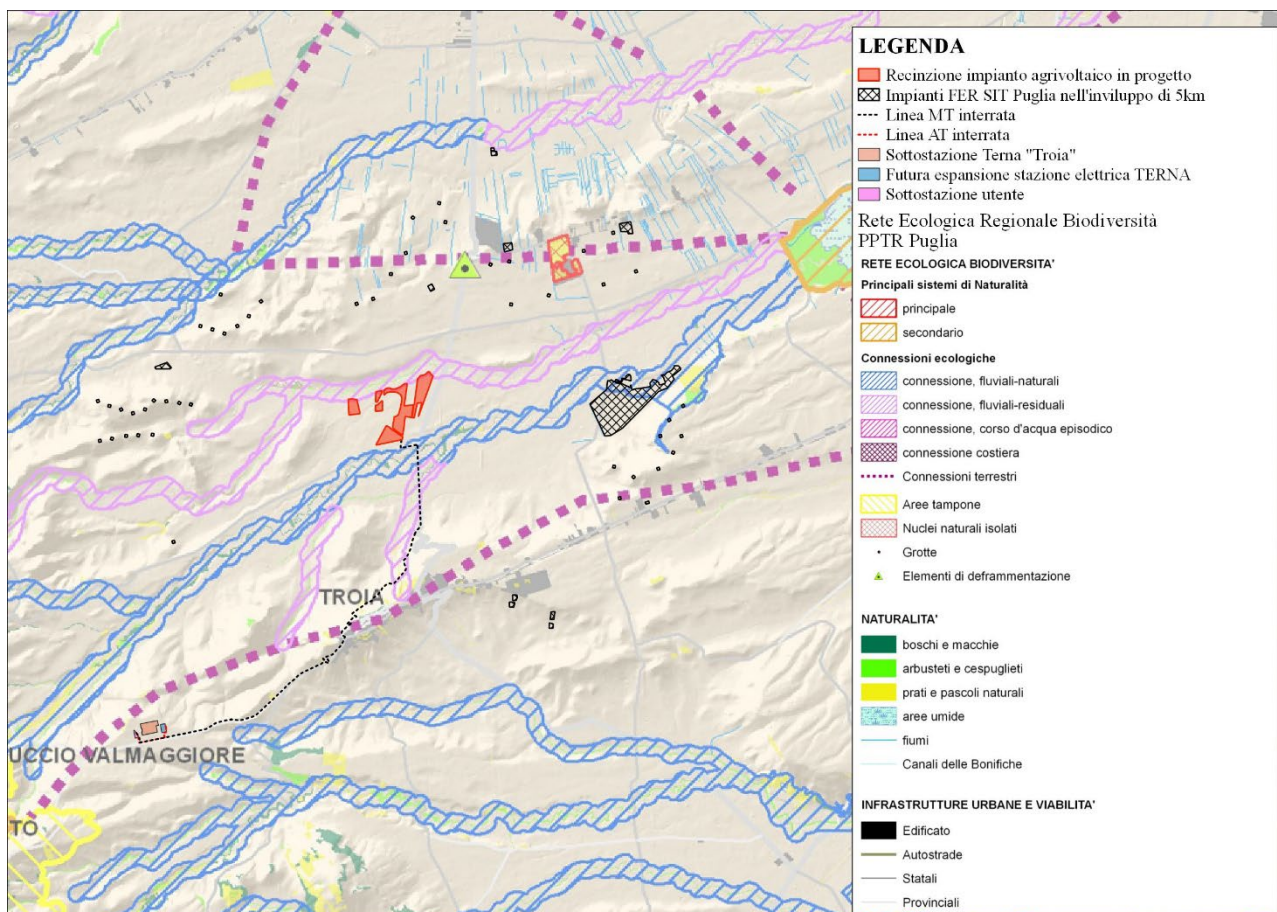 LEGENDA
Recinzione impianto agrivoltaico in progetto
Impianti FER SIT Puglia nell'inviluppo di 5km
Linea MT interrata
Linea AT interrata
Sottostazione Terna "Troia"
Futura espansione stazione elettrica TERNA
Sottostazione utente
Rete Ecologica Regionale Biodiversità
PPTR Puglia
RETE ECOLOGICA BIODIVERSITA'
Principali sistemi di Naturalità
principale
secondario
Connessioni ecologiche
connessione, fluviali-naturali
connessione, fluviali-residuali
connessione, corso d'acqua episodico
connessione costiera
Connessioni terrestri
Aree tampone
Nuclei naturali isolati
Grotte
Elementi di deframmentazione
NATURALITA'
boschi e macchie
arbusteti e cespuglieti
prati e pascoli naturali
aree umide
fiumi
Canali delle Bonifiche
INFRASTRUTTURE URBANE E VIABILITA'
Edificato
Autostrade
Statali
Provinciali
TROIA
UCCIO VALMAGGIORE
TO